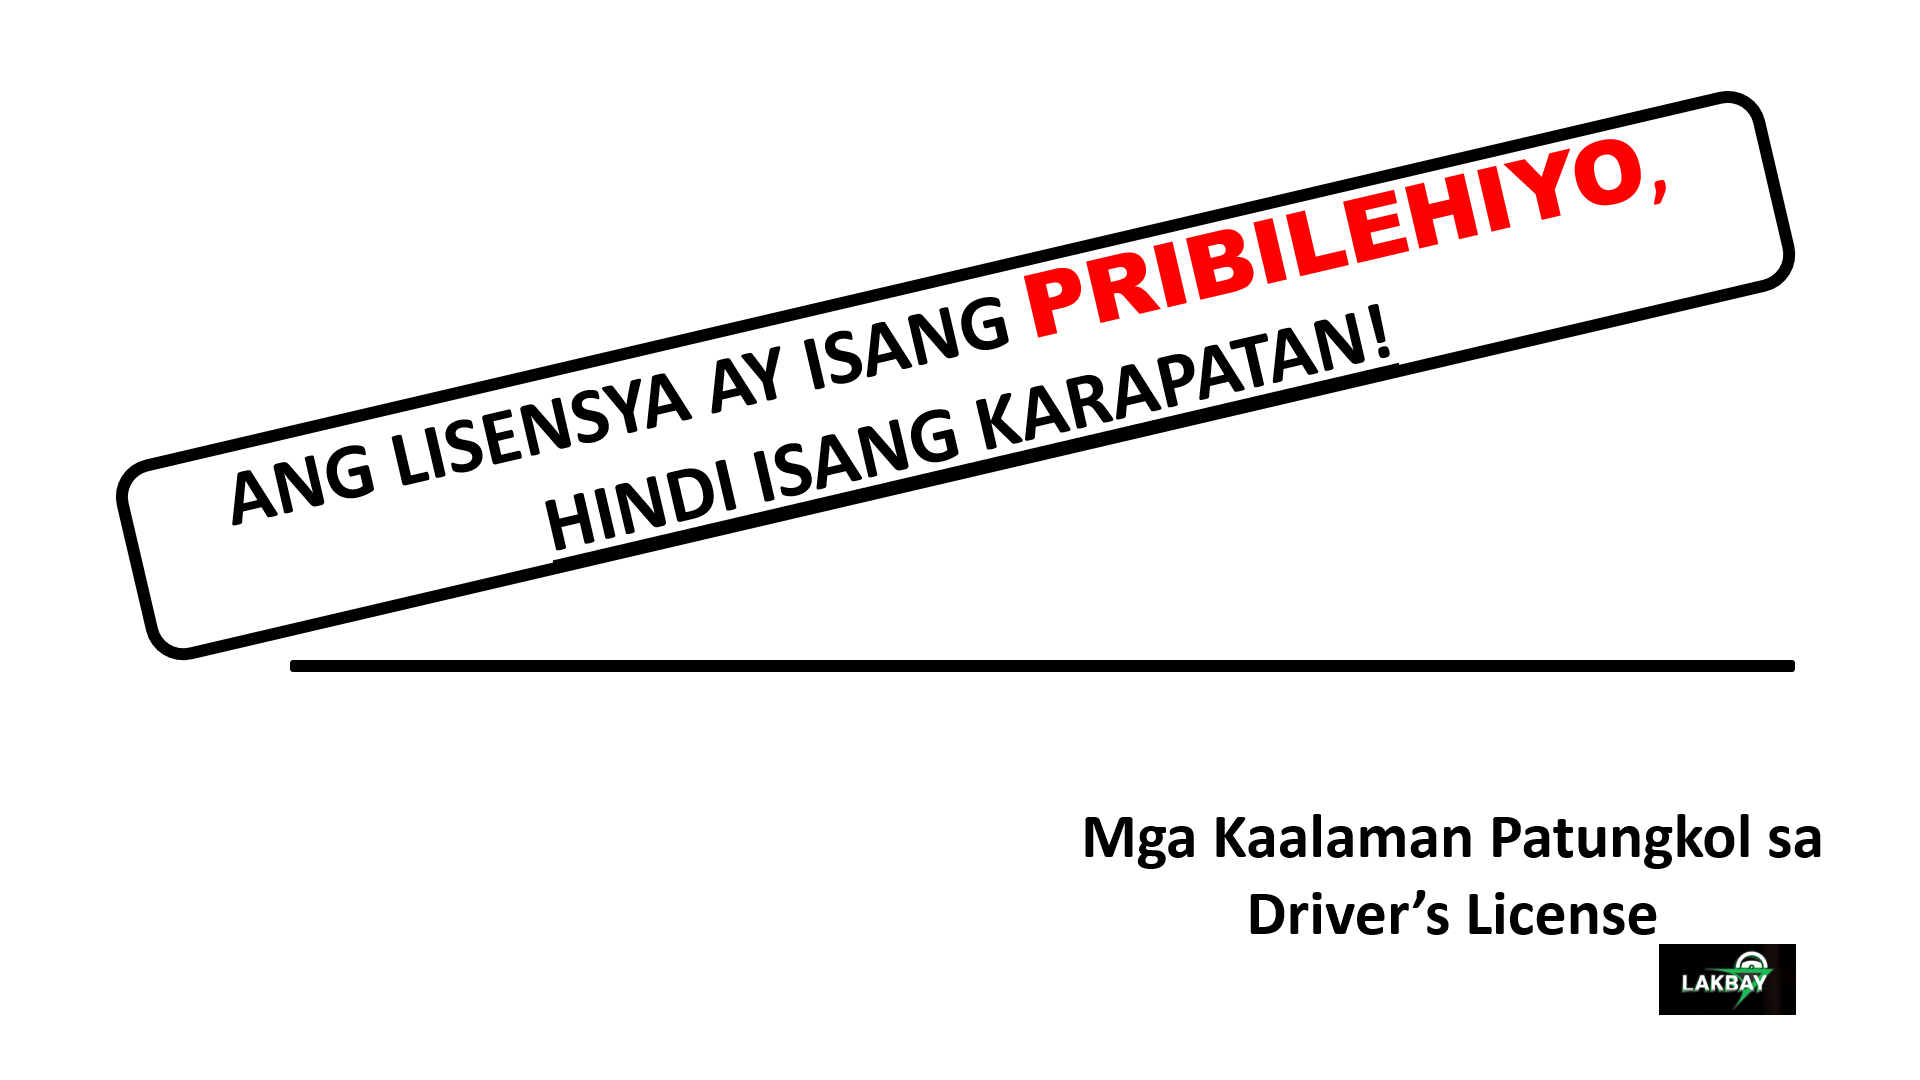 ANG LISENSYA AY ISANG PRIBILEHIYO,
HINDI ISANG KARAPATAN!
Mga Kaalaman Patungkol sa
Driver’s License
LAKBAY